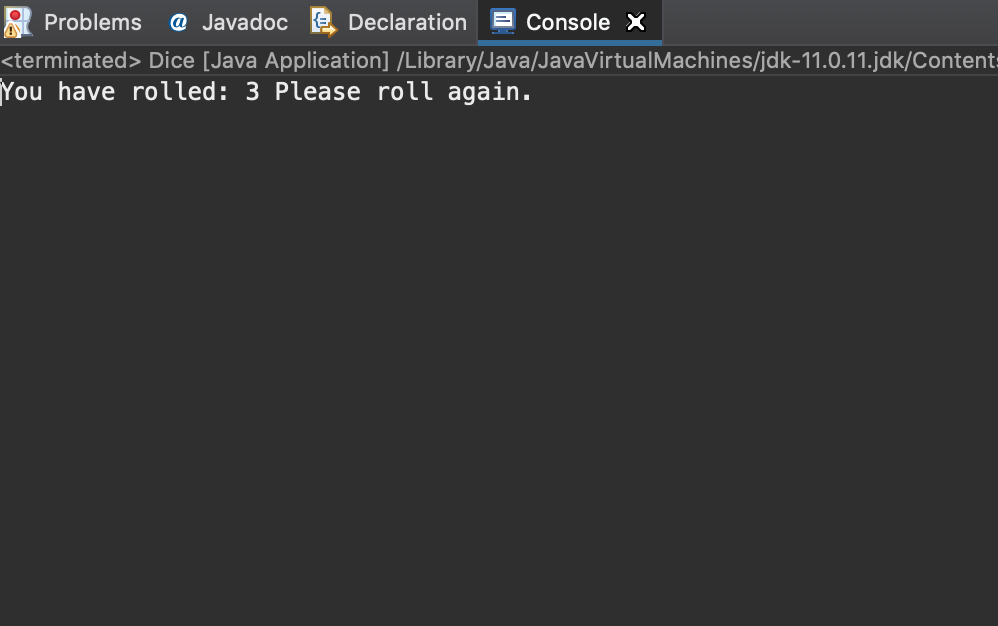 Problems @ Javadoc Declaration Console
<terminated> Dice [Java Application] /Library/Java/JavaVirtualMachines/jdk-11.0.11.jdk/Contents
You have rolled: 3 Please roll again.